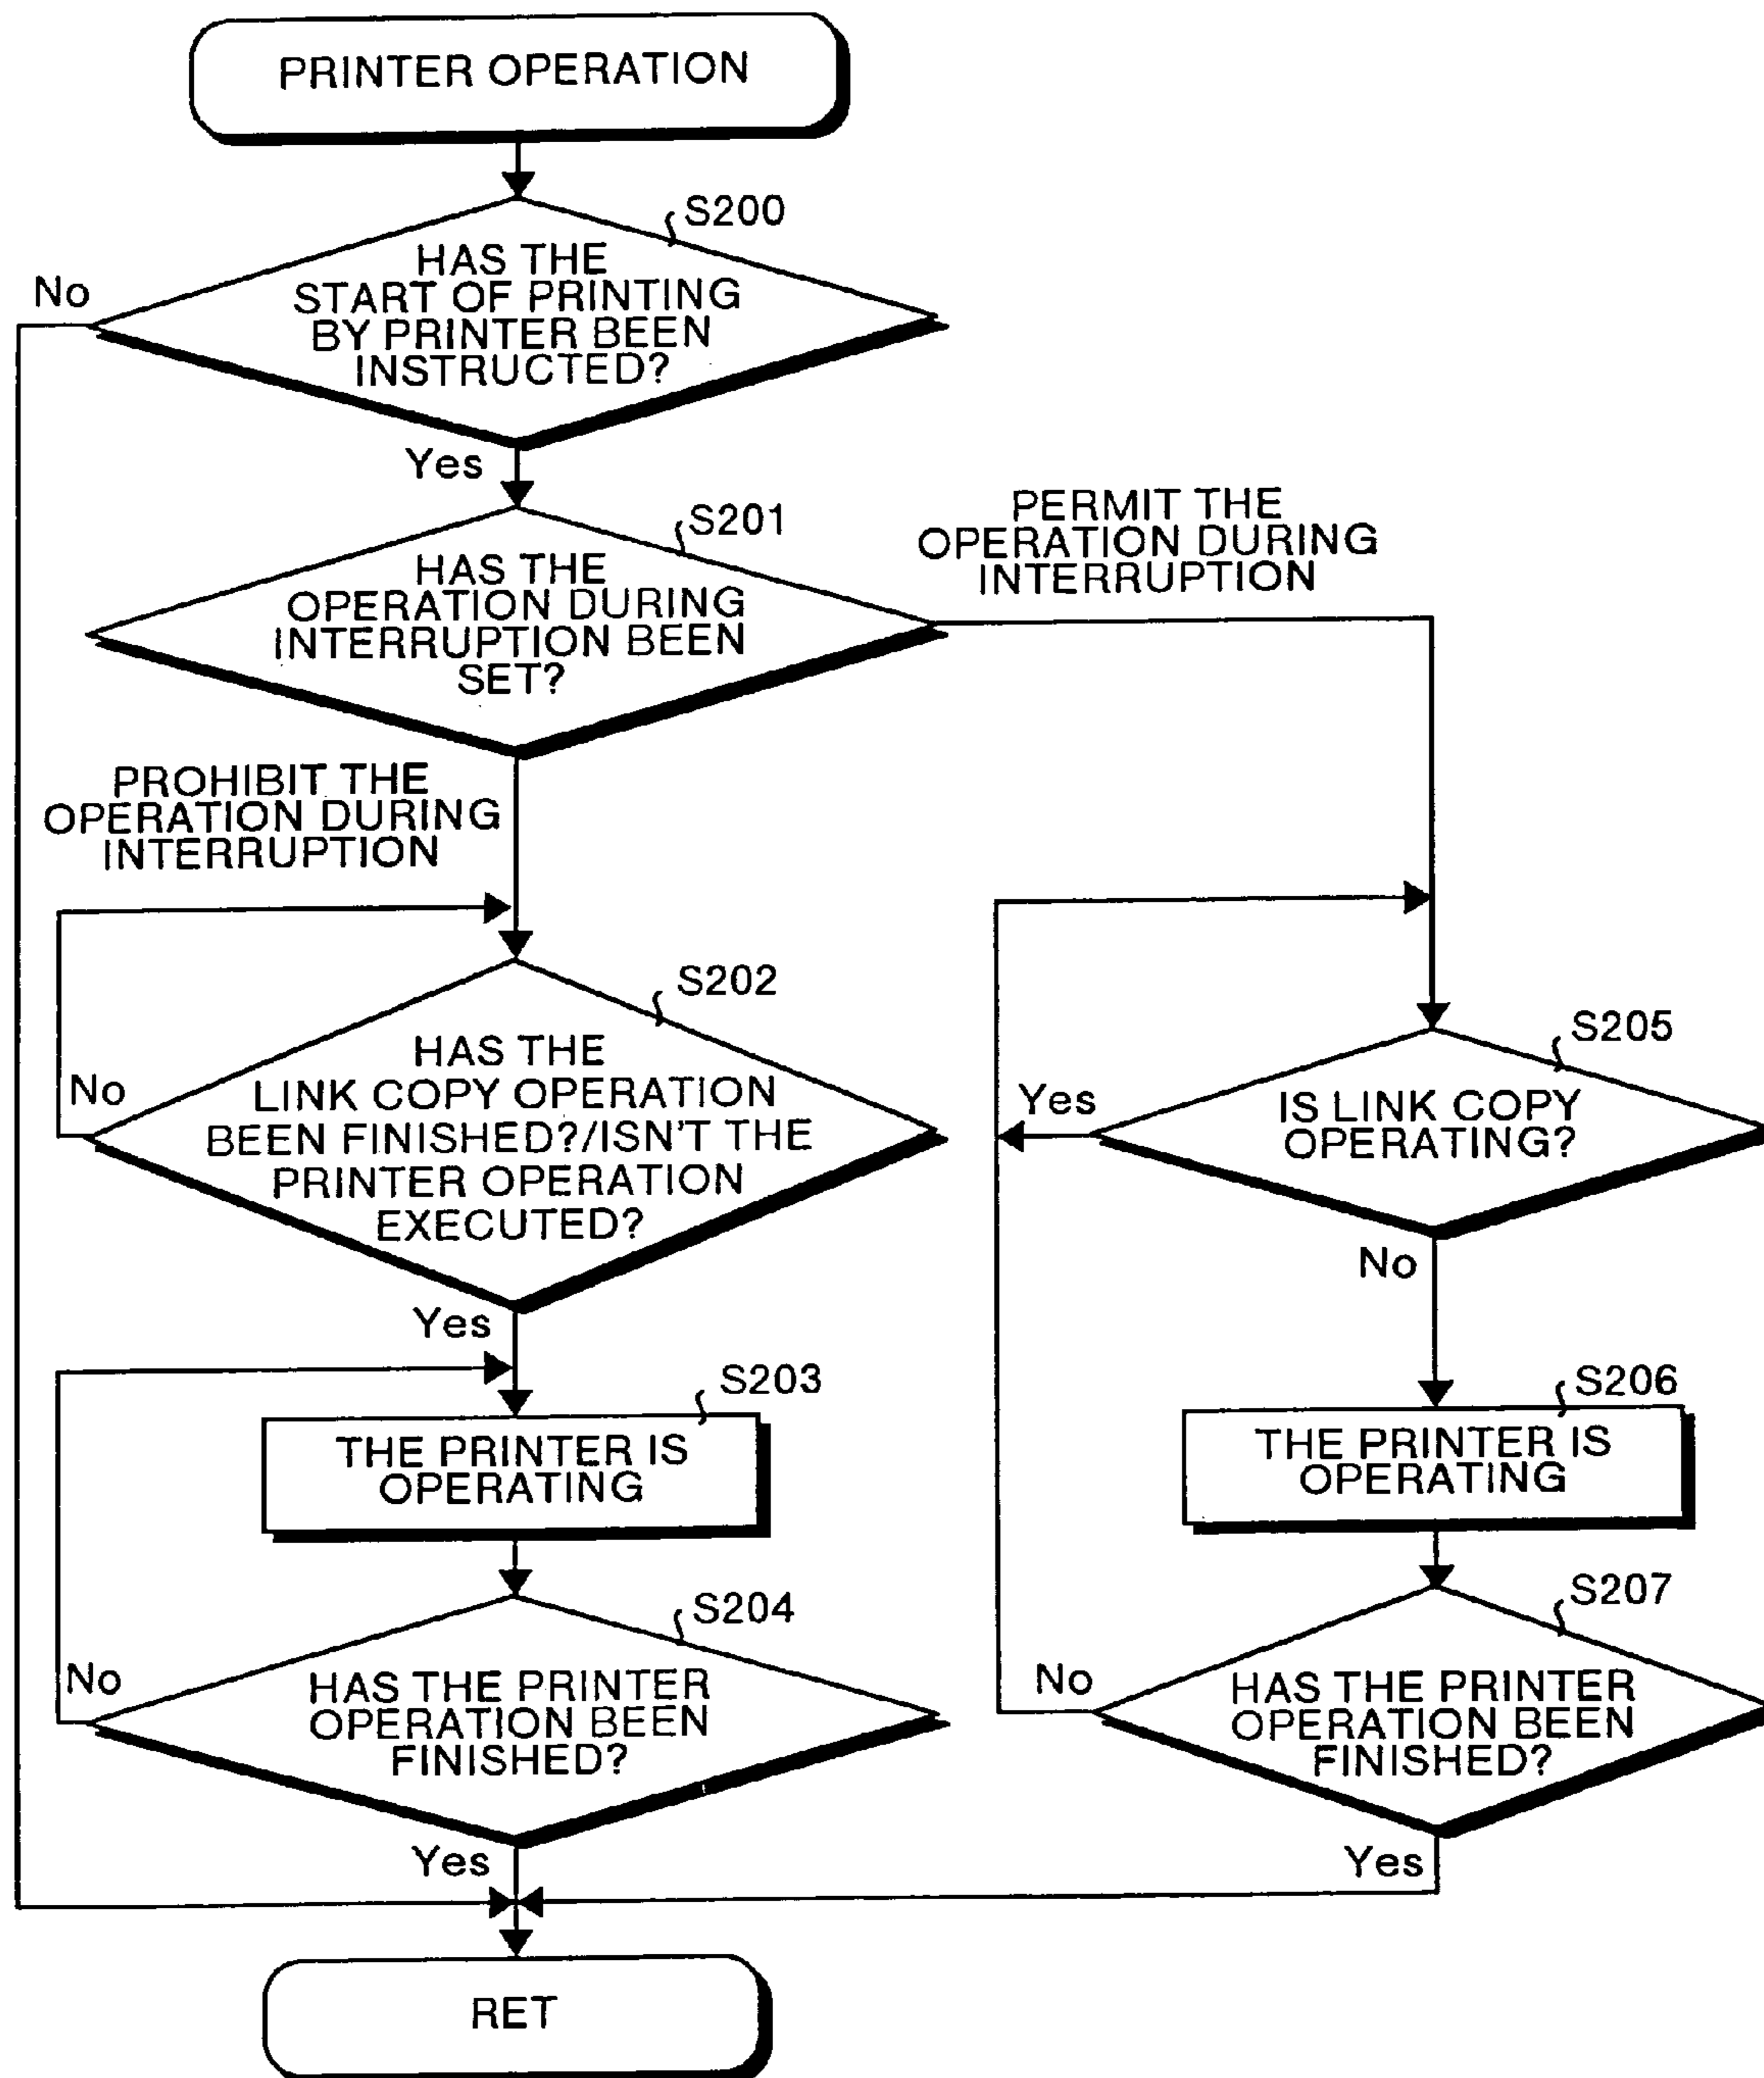 PRINTER OPERATION
S200
HAS THE
START OF PRINTING
BY PRINTER BEEN
INSTRUCTED?
No
Yes
S201
HAS THE
OPERATION DURING
INTERRUPTION BEEN
SET?
PERMIT THE
OPERATION DURING
INTERRUPTION
PROHIBIT THE
OPERATION DURING
INTERRUPTION
S202
HAS THE
LINK COPY OPERATION
BEEN FINISHED?/ISN'T THE
PRINTER OPERATION
EXECUTED?
No
Yes
S203
THE PRINTER IS
OPERATING
S204
HAS THE PRINTER
OPERATION BEEN
FINISHED?
No
Yes
S205
IS LINK COPY
OPERATING?
Yes
No
S206
THE PRINTER IS
OPERATING
S207
HAS THE PRINTER
OPERATION BEEN
FINISHED?
No
Yes
RET